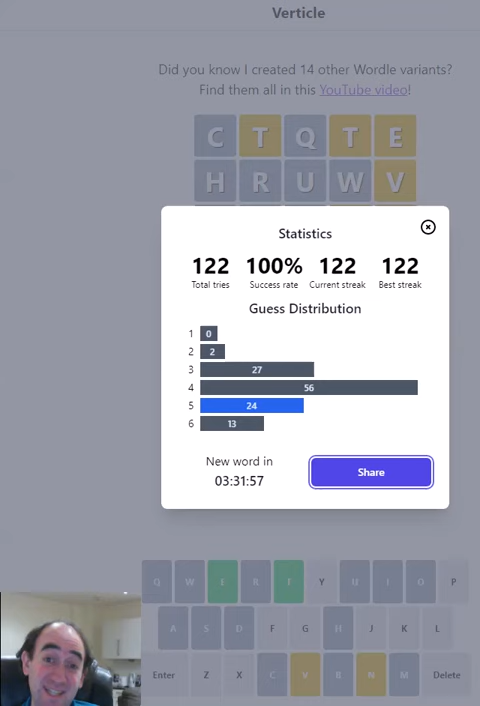 Verticle
Did you know I created 14 other Wordle variants?
Find them all in this YouTube video!
C T Q T E
H R U W V
Statistics
122 100% 122 122
Total tries Success rate Current streak Best streak
Guess Distribution
1 0
2 2
3 27
4 56
5 24
6 13
New word in
03:31:57
Share
Q W E R T Y U I O P
A S D F G H J K L
Enter Z X C V B N M Delete